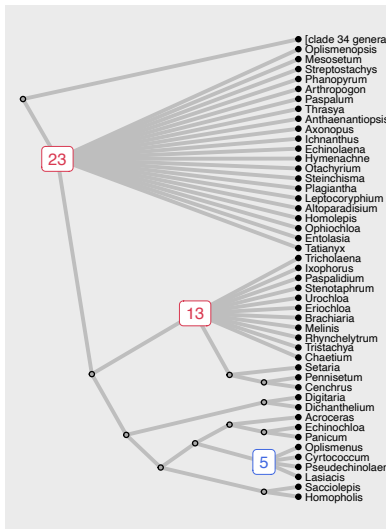 [clade 34 genera
Oplismenopsis
Mesosetum
Streptostachys
Phanopyrum
Arthropogon
Paspalum
Thrasya
Anthaenantiopsis
Axonopus
Ichnanthus
Echinolaena
Hymenachne
Otachyrium
Steinchisma
Plagiantha
Leptocoryphium
Altoparadisium
Homolepis
Ophiochloa
Entolasia
Tatianyx
Tricholaena
Ixophorus
Paspalidium
Stenotaphrum
Urochloa
Eriochloa
Brachiaria
Melinis
Rhynchelytrum
Tristachya
Chaetium
Setaria
Pennisetum
Cenchrus
Digitaria
Dichanthelium
Acroceras
Echinochloa
Panicum
Oplismenus
Cyrtococcum
Pseudechinolaen
Lasiacis
Sacciolepis
Homopholis
23
13
5